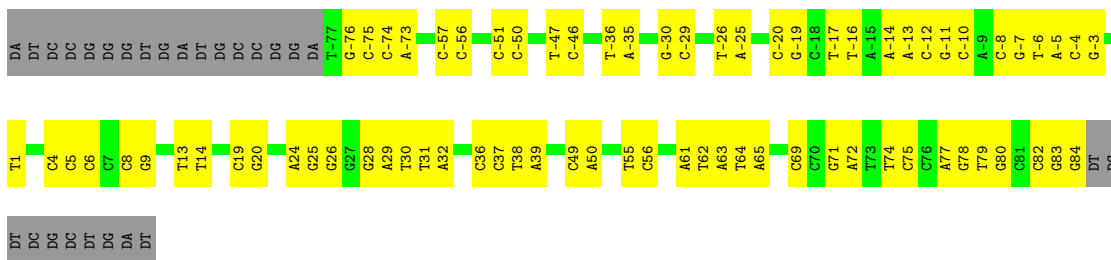 DA DT DC DC DG DG DG DT DG DA DT DG DC DC DG DG DA T-77 G-76 C-75 C-74 A-73 C-57 C-56 C-51 C-50 T-47 C-46 T-36 A-35 G-30 C-29 T-26 A-25 C-20 G-19 C-18 T-17 T-16 A-15 A-14 A-13 C-12 G-11 C-10 A-9 C-8 G-7 T-6 A-5 C-4 G-3
T1 C4 C5 C6 C7 C8 G9 T13 T14 C19 G20 A24 G25 G26 G27 G28 A29 T30 T31 A32 C36 C37 T38 A39 C49 A50 T55 C56 A61 T62 A63 T64 A65 C69 C70 G71 A72 T73 T74 C75 C76 A77 G78 T79 G80 C81 C82 G83 G84 DT DG
DT DC DG DC DT DG DA DT